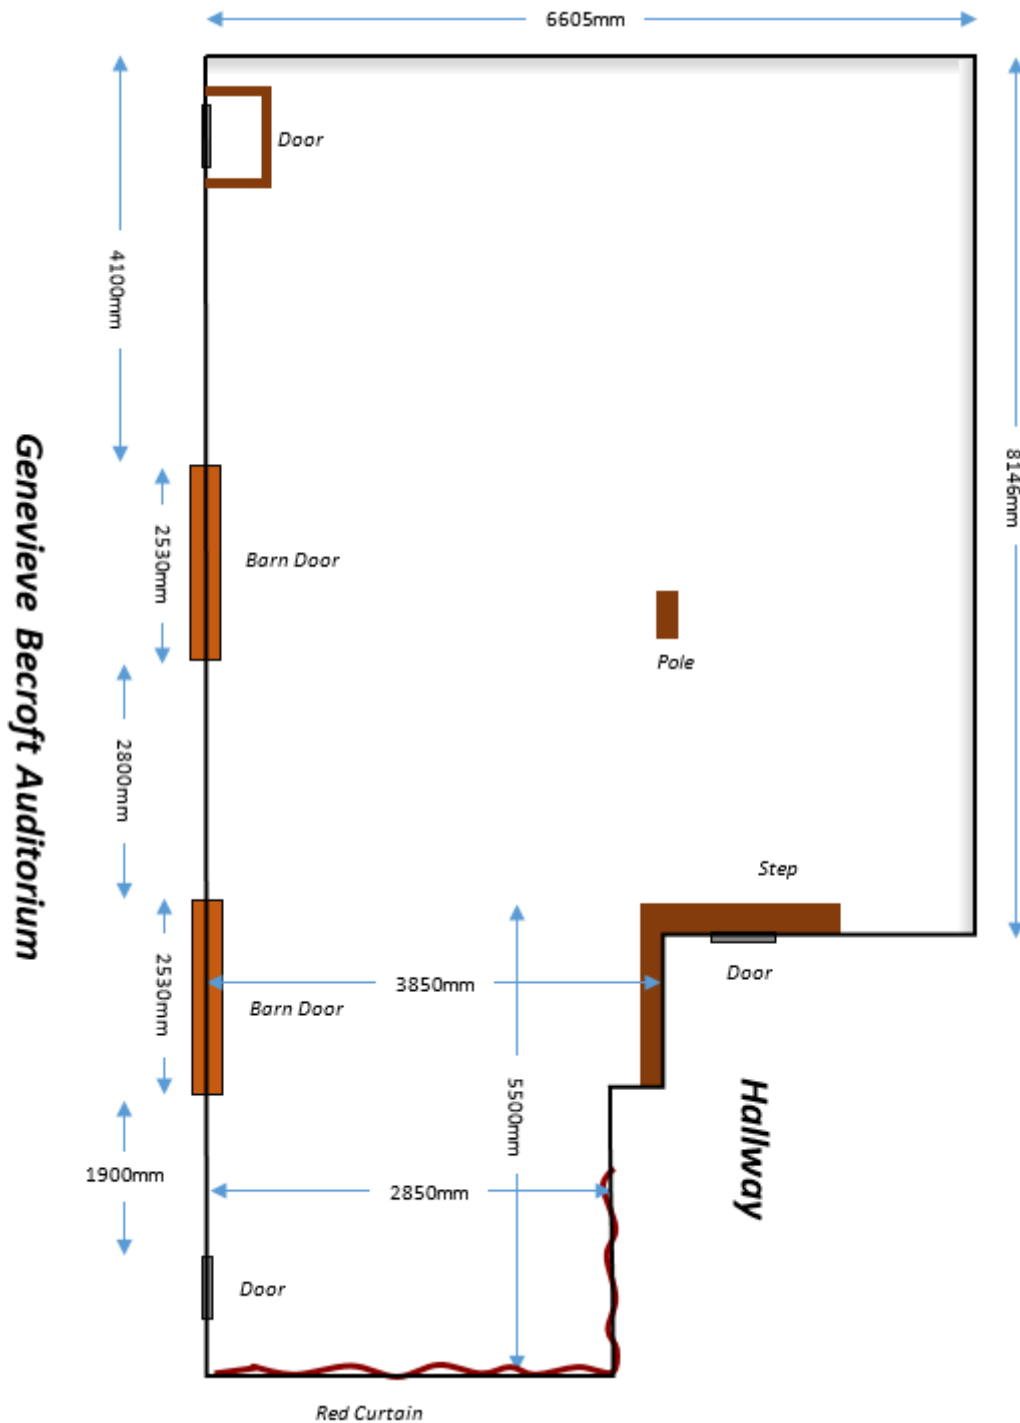 6605mm
Door
4100mm
8146mm
Genevieve Becroft Auditorium
2530mm
Barn Door
Pole
2800mm
Step
Door
2530mm
3850mm
Barn Door
5500mm
Hallway
1900mm
2850mm
Door
Red Curtain